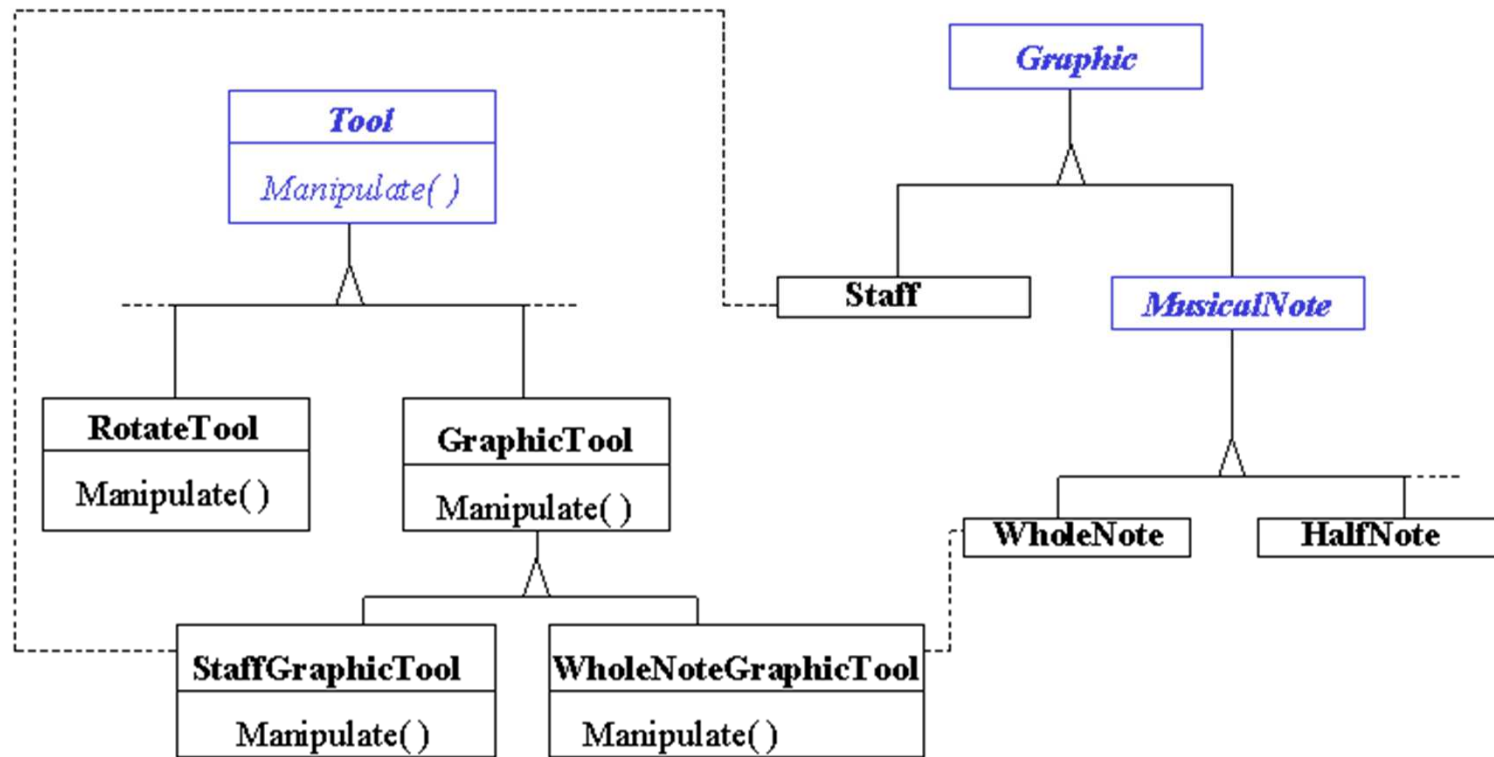 Graphic
Tool
Manipulate( )
Staff
MusicalNote
RotateTool
Manipulate( )
GraphicTool
Manipulate( )
WholeNote
HalfNote
StaffGraphicTool
Manipulate( )
WholeNoteGraphicTool
Manipulate( )